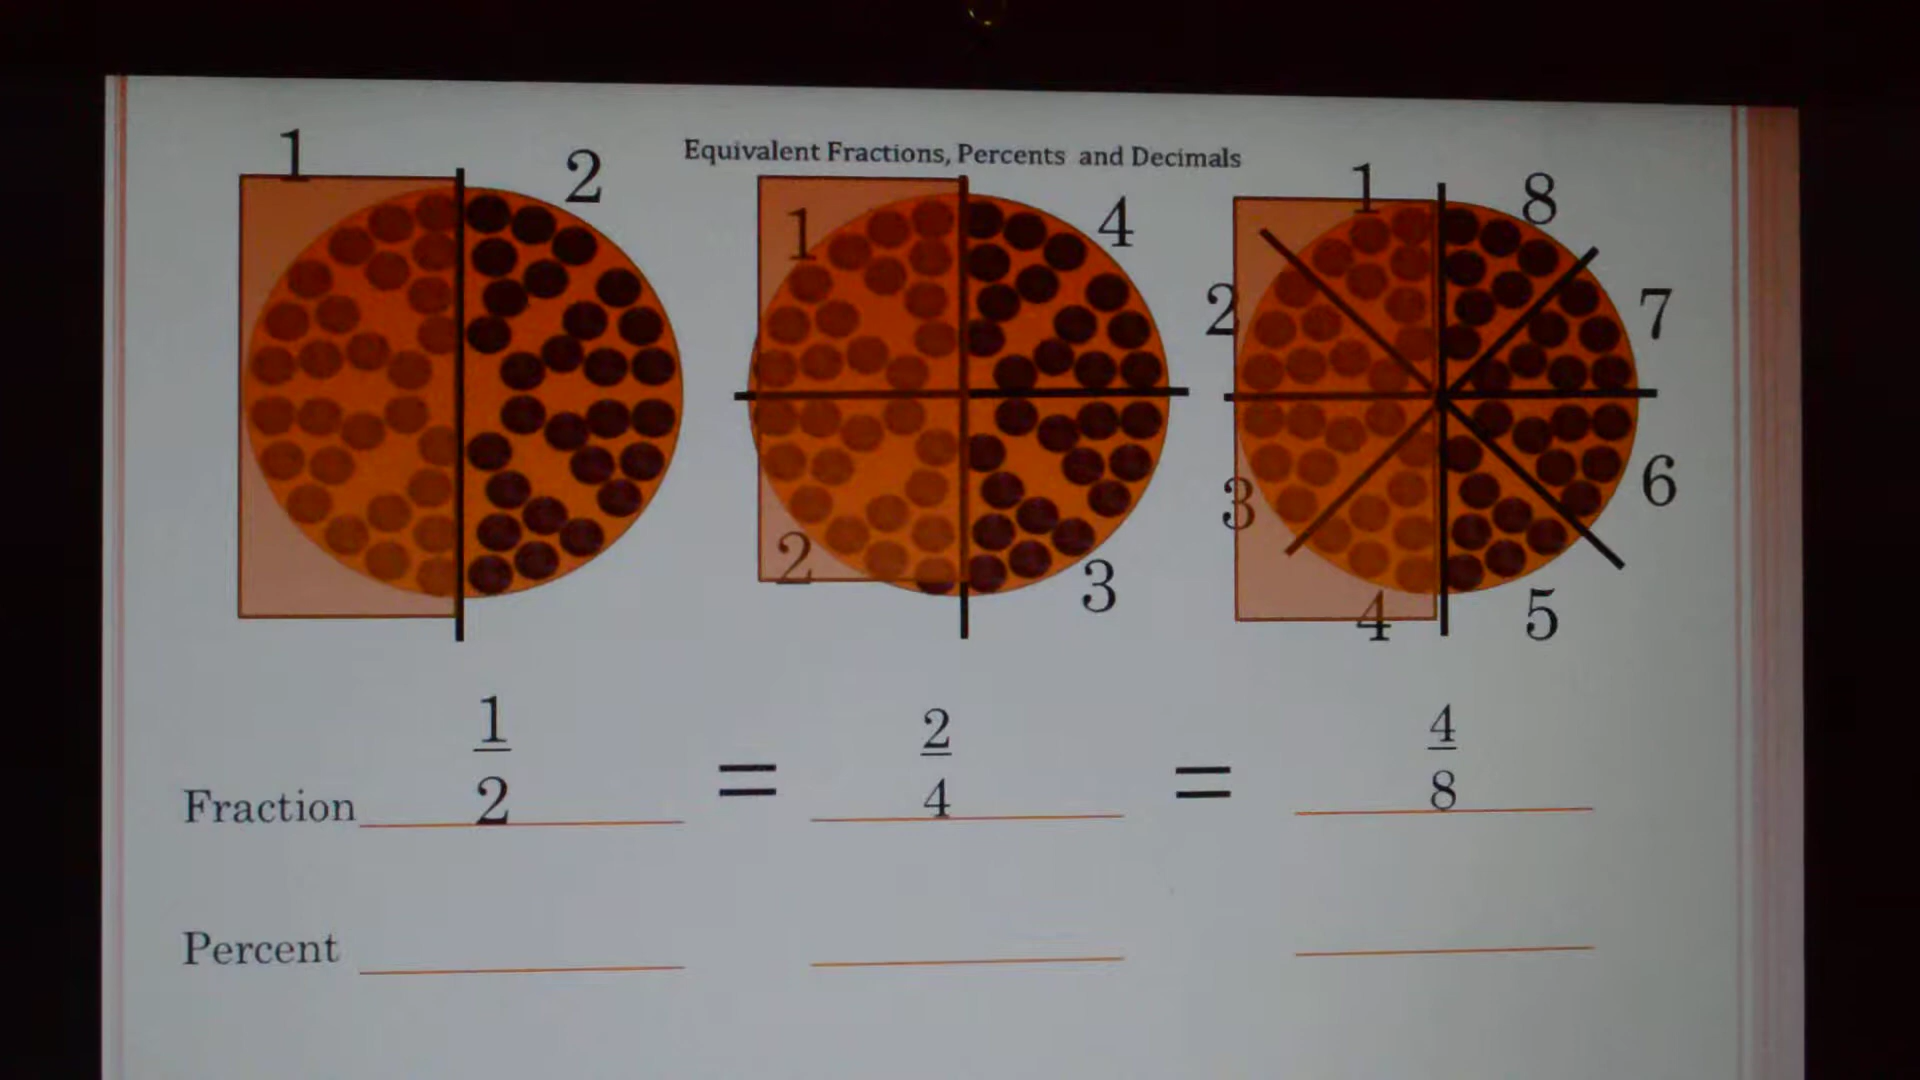 Equivalent Fractions, Percents and Decimals
1 2
1 4
2 3
1 8
2 7
3 6
4 5
Fraction 1/2 = 2/4 = 4/8
Percent